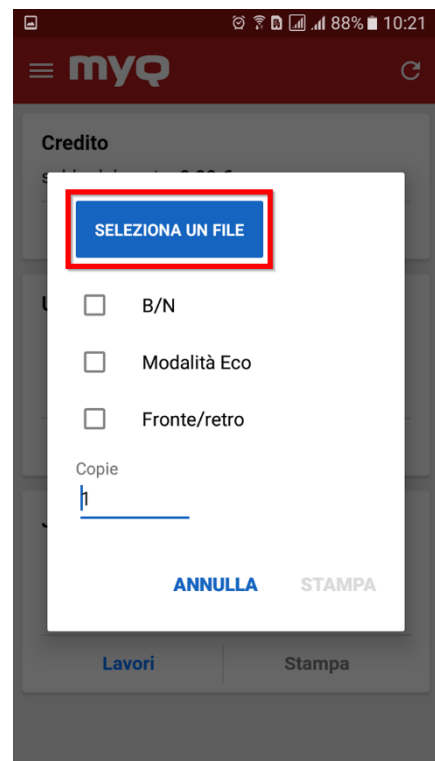 88% 10:21
MYQ
Credito
SELEZIONA UN FILE
B/N
Modalità Eco
Fronte/retro
Copie
1
ANNULLA STAMPA
Lavori Stampa